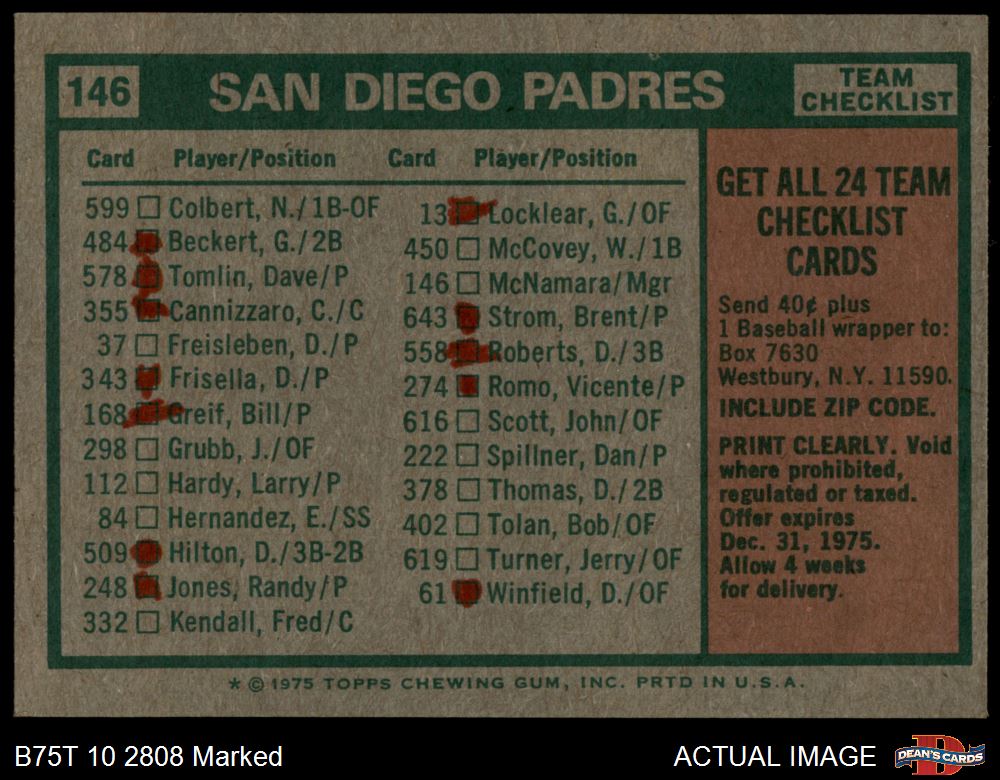 146 SAN DIEGO PADRES TEAM CHECKLIST
Card Player/Position Card Player/Position
599 Colbert, N./1B-OF
484 Beckert, G./2B
578 Tomlin, Dave/P
355 Cannizzaro, C./C
37 Freisleben, D./P
343 Frisella, D./P
168 Greif, Bill/P
298 Grubb, J./OF
112 Hardy, Larry/P
84 Hernandez, E./SS
509 Hilton, D./3B-2B
248 Jones, Randy/P
332 Kendall, Fred/C
13 Locklear, G./OF
450 McCovey, W./1B
146 McNamara/Mgr
643 Strom, Brent/P
558 Roberts, D./3B
274 Romo, Vicente/P
616 Scott, John/OF
222 Spillner, Dan/P
378 Thomas, D./2B
402 Tolan, Bob/OF
619 Turner, Jerry/OF
61 Winfield, D./OF
GET ALL 24 TEAM
CHECKLIST
CARDS
Send 40¢ plus
1 Baseball wrapper to:
Box 7630
Westbury, N.Y. 11590.
INCLUDE ZIP CODE.
PRINT CLEARLY. Void
where prohibited,
regulated or taxed.
Offer expires
Dec. 31, 1975.
Allow 4 weeks
for delivery.
* © 1975 TOPPS CHEWING GUM, INC. PRTD IN U.S.A.
B75T 10 2808 Marked
ACTUAL IMAGE
DEAN'S CARDS